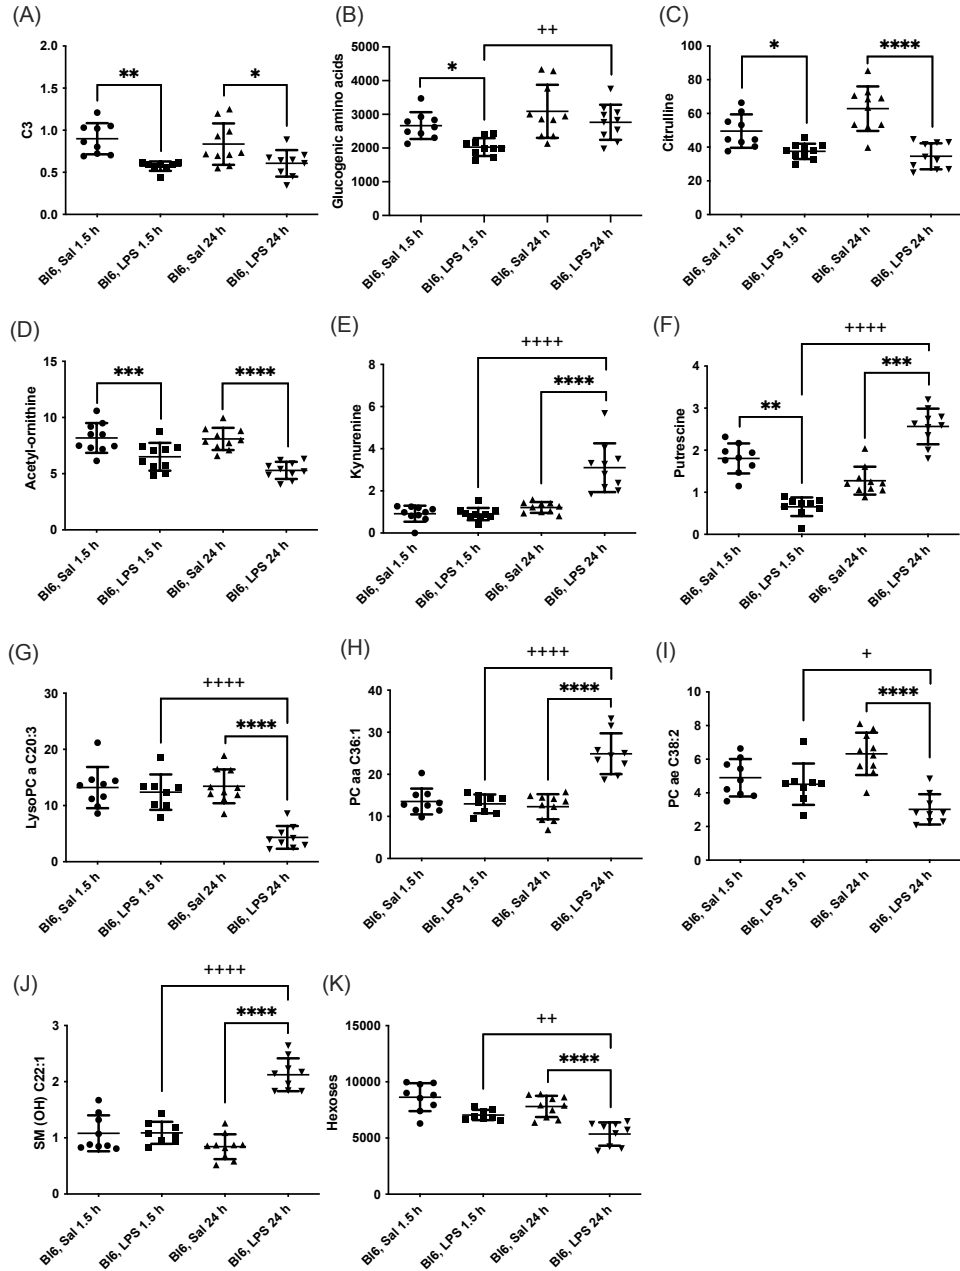 (A)
(B)
(C)
C3
2.0
1.5
1.0
0.5
0.0
**
*
Bl6, Sal 1.5 h
Bl6, LPS 1.5 h
Bl6, Sal 24 h
Bl6, LPS 24 h
Glucogenic amino acids
5000
4000
3000
2000
1000
0
*
++
Bl6, Sal 1.5 h
Bl6, LPS 1.5 h
Bl6, Sal 24 h
Bl6, LPS 24 h
Citrulline
100
80
60
40
20
0
*
****
Bl6, Sal 1.5 h
Bl6, LPS 1.5 h
Bl6, Sal 24 h
Bl6, LPS 24 h
(D)
(E)
(F)
Acetyl-ornithine
15
10
5
0
***
****
Bl6, Sal 1.5 h
Bl6, LPS 1.5 h
Bl6, Sal 24 h
Bl6, LPS 24 h
Kynurenine
8
6
4
2
0
++++
****
Bl6, Sal 1.5 h
Bl6, LPS 1.5 h
Bl6, Sal 24 h
Bl6, LPS 24 h
Putrescine
4
3
2
1
0
++++
***
**
Bl6, Sal 1.5 h
Bl6, LPS 1.5 h
Bl6, Sal 24 h
Bl6, LPS 24 h
(G)
(H)
(I)
LysoPC a C20:3
30
20
10
0
++++
****
Bl6, Sal 1.5 h
Bl6, LPS 1.5 h
Bl6, Sal 24 h
Bl6, LPS 24 h
PC aa C36:1
40
30
20
10
0
++++
****
Bl6, Sal 1.5 h
Bl6, LPS 1.5 h
Bl6, Sal 24 h
Bl6, LPS 24 h
PC ae C38:2
10
8
6
4
2
0
+
****
Bl6, Sal 1.5 h
Bl6, LPS 1.5 h
Bl6, Sal 24 h
Bl6, LPS 24 h
(J)
(K)
SM (OH) C22:1
3
2
1
0
++++
****
Bl6, Sal 1.5 h
Bl6, LPS 1.5 h
Bl6, Sal 24 h
Bl6, LPS 24 h
Hexoses
15000
10000
5000
0
++
****
Bl6, Sal 1.5 h
Bl6, LPS 1.5 h
Bl6, Sal 24 h
Bl6, LPS 24 h